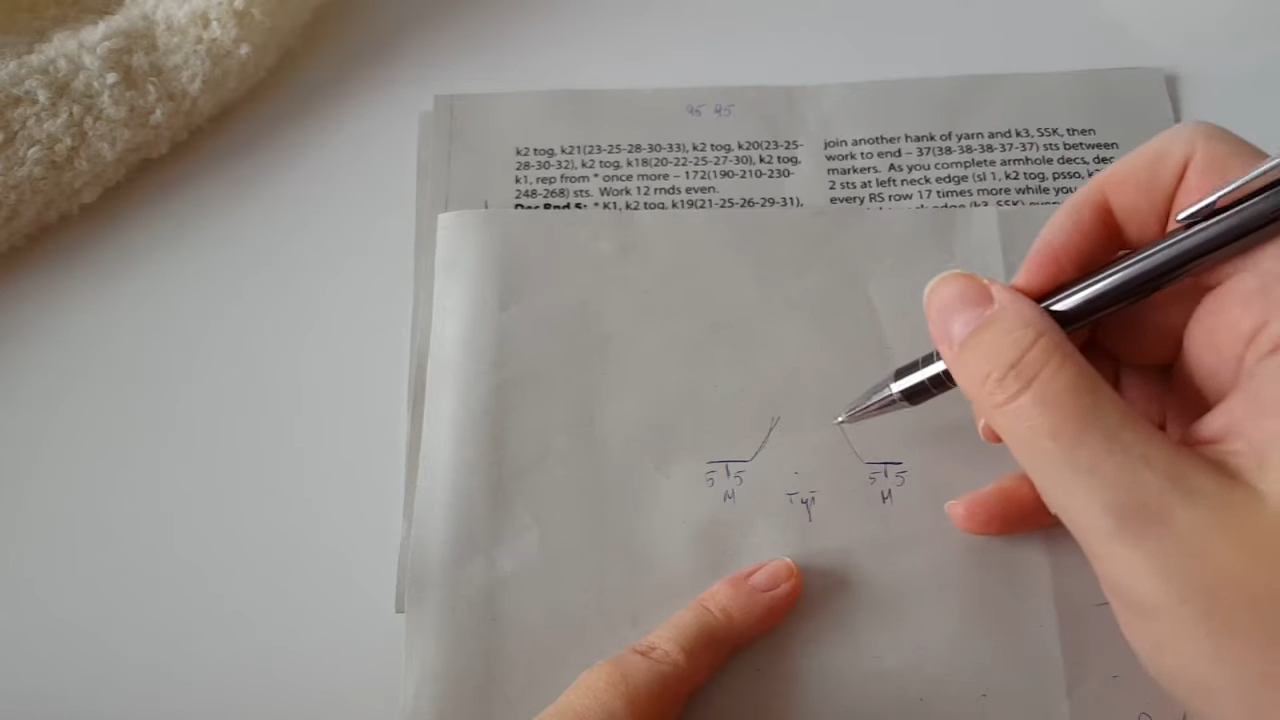 95 95
k2 tog, k21(23-25-28-30-33), k2 tog, k20(23-25-
28-30-32), k2 tog, k18(20-22-25-27-30), k2 tog,
k1, rep from * once more – 172(190-210-230-
248-268) sts. Work 12 rnds even.
Dec Rnd 5: * K1, k2 tog, k19(21-25-26-29-31),
join another hank of yarn and k3, SSK, then
work to end – 37(38-38-38-37-37) sts between
markers. As you complete armhole decs, dec
2 sts at left neck edge (sl 1, k2 tog, psso,
every RS row 17 times more while you
5 5
M
5 5
M